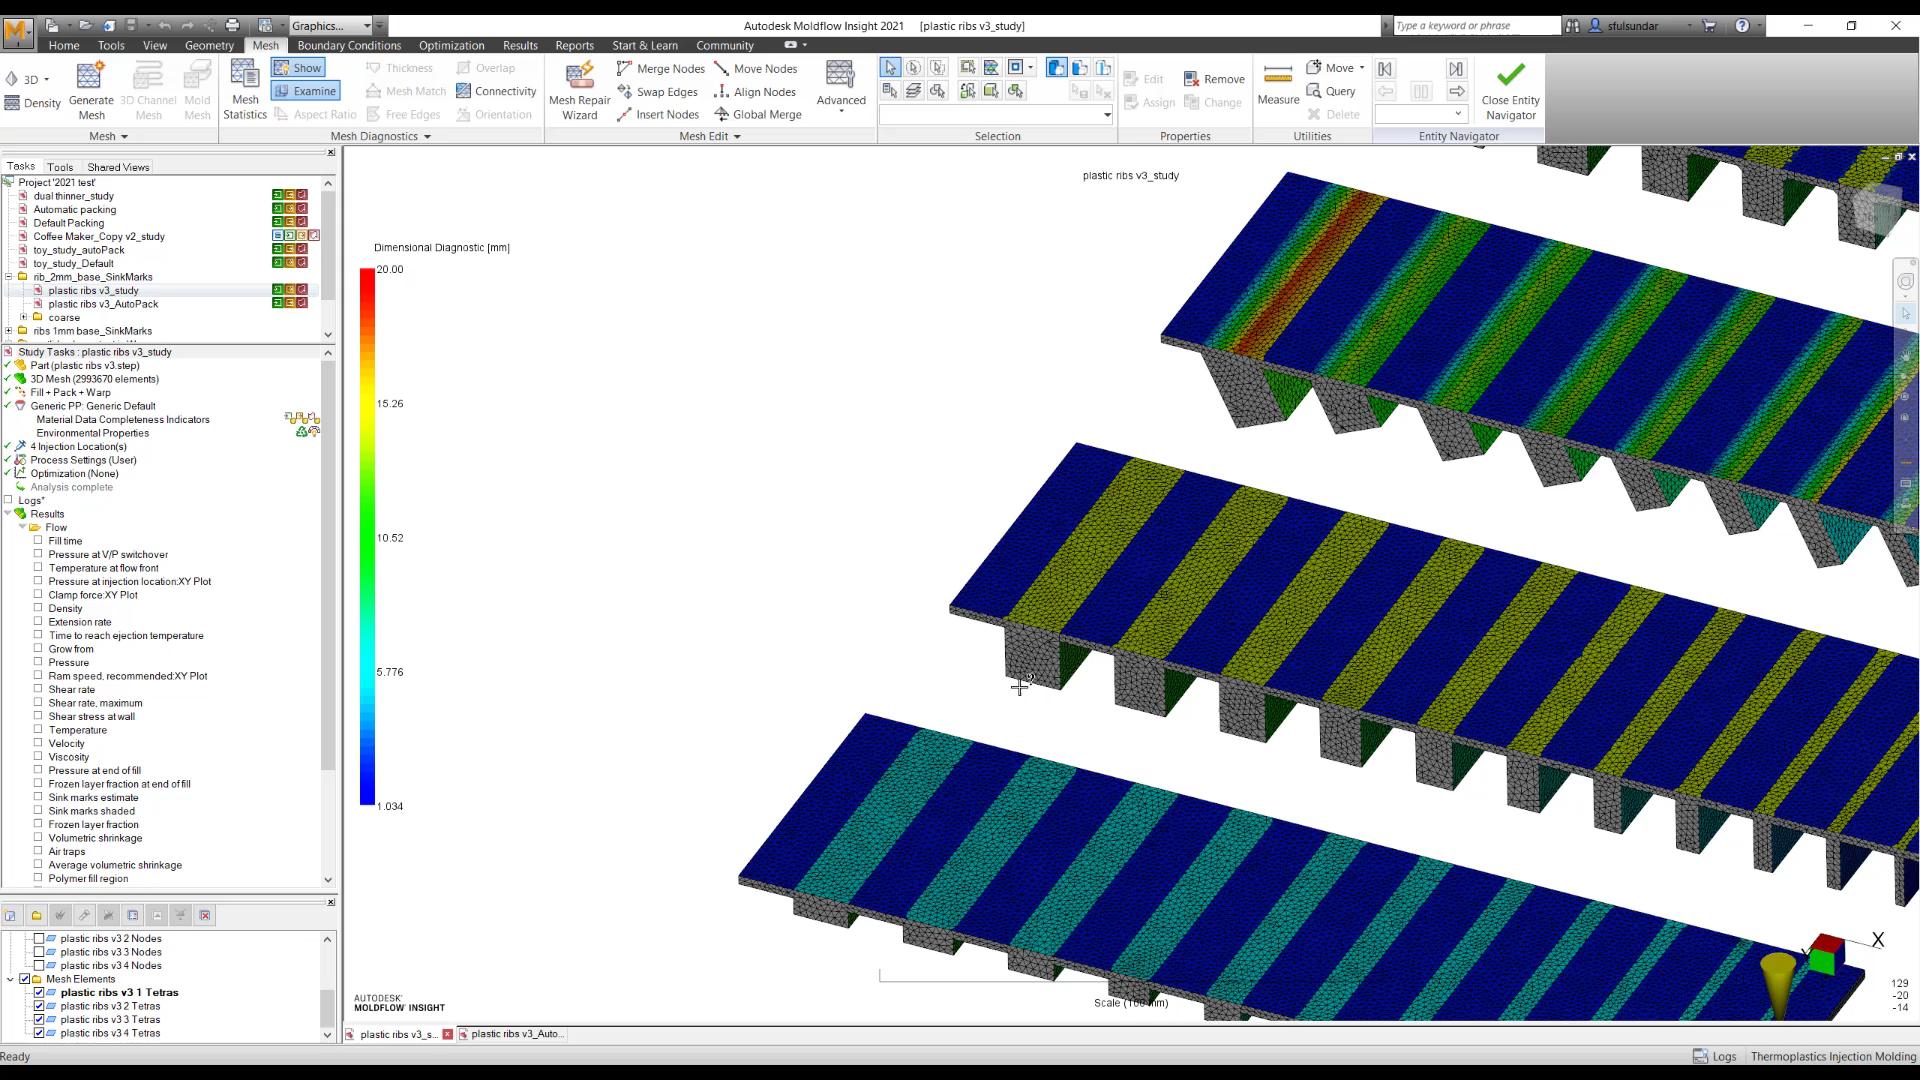 Graphics...
Autodesk Moldflow Insight 2021 [plastic ribs v3_study]
Type a keyword or phrase
sfulsundar
Home Tools View Geometry Mesh Boundary Conditions Optimization Results Reports Start & Learn Community
3D
Density
Generate Mesh
3D Channel Mesh
Mold Mesh
Mesh Statistics
Show
Examine
Thickness
Mesh Match
Aspect Ratio
Free Edges
Overlap
Connectivity
Orientation
Mesh Repair Wizard
Merge Nodes
Swap Edges
Insert Nodes
Move Nodes
Align Nodes
Global Merge
Advanced
Edit
Assign
Remove
Change
Measure
Move
Query
Delete
Close Entity Navigator
Mesh
Mesh Diagnostics
Mesh Edit
Selection
Properties
Utilities
Entity Navigator
Tasks Tools Shared Views
Project '2021 test'
dual thinner_study
Automatic packing
Default Packing
Coffee Maker_Copy v2_study
toy_study_autoPack
toy_study_Default
rib_2mm_base_SinkMarks
plastic ribs v3_study
plastic ribs v3_AutoPack
coarse
ribs 1mm base_SinkMarks
Study Tasks : plastic ribs v3_study
Part (plastic ribs v3.step)
3D Mesh (2993670 elements)
Fill + Pack + Warp
Generic PP: Generic Default
Material Data Completeness Indicators
Environmental Properties
4 Injection Location(s)
Process Settings (User)
Optimization (None)
Analysis complete
Logs*
Results
Flow
Fill time
Pressure at V/P switchover
Temperature at flow front
Pressure at injection location:XY Plot
Clamp force:XY Plot
Density
Extension rate
Time to reach ejection temperature
Grow from
Pressure
Ram speed, recommended:XY Plot
Shear rate
Shear rate, maximum
Shear stress at wall
Temperature
Velocity
Viscosity
Pressure at end of fill
Frozen layer fraction at end of fill
Sink marks estimate
Sink marks shaded
Frozen layer fraction
Volumetric shrinkage
Air traps
Average volumetric shrinkage
Polymer fill region
plastic ribs v3 2 Nodes
plastic ribs v3 3 Nodes
plastic ribs v3 4 Nodes
Mesh Elements
plastic ribs v3 1 Tetras
plastic ribs v3 2 Tetras
plastic ribs v3 3 Tetras
plastic ribs v3 4 Tetras
plastic ribs v3_study
Dimensional Diagnostic [mm]
20.00
15.26
10.52
5.776
1.034
AUTODESK'
MOLDFLOW INSIGHT
X
129
-20
-14
plastic ribs v3_s... plastic ribs v3_Auto...
Ready
Logs Thermoplastics Injection Molding